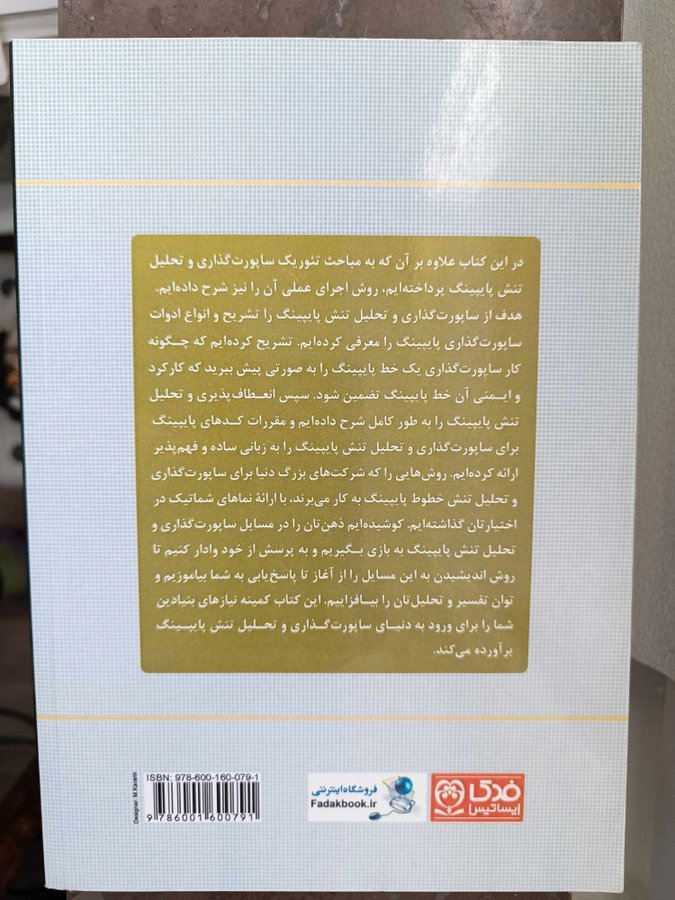 در این کتاب علاوه بر آن که به مباحث تئوریک ساپورت‌گذاری و تحلیل
تنش پایپینگ پرداخته‌ایم، روش اجرای عملی آن را نیز شرح داده‌ایم.
هدف از ساپورت‌گذاری و تحلیل تنش پایپینگ را تشریح و انواع ادوات
ساپورت‌گذاری پایپینگ را معرفی کرده‌ایم. تشریح کرده‌ایم که چگونه
کار ساپورت‌گذاری یک خط پایپینگ را به صورتی پیش ببرید که کارکرد
و ایمنی آن خط پایپینگ تضمین شود. سپس انعطاف‌پذیری و تحلیل
تنش پایپینگ را به طور کامل شرح داده‌ایم و مقررات کدهای پایپینگ
برای ساپورت‌گذاری و تحلیل تنش پایپینگ را به زبانی ساده و فهم‌پذیر
ارائه کرده‌ایم. روش‌هایی را که شرکت‌های بزرگ دنیا برای ساپورت‌گذاری
و تحلیل تنش خطوط پایپینگ به کار می‌برند، با ارائهٔ نماهای شماتیک در
اختیارتان گذاشته‌ایم. کوشیده‌ایم ذهن‌تان را در مسایل ساپورت‌گذاری و
تحلیل تنش پایپینگ به بازی بگیریم و به پرسش از خود وادار کنیم تا
روش اندیشیدن به این مسایل را از آغاز تا پاسخ‌یابی به شما بیاموزیم و
توان تفسیر و تحلیل‌تان را بیافزاییم. این کتاب کمینه نیازهای بنیادین
شما را برای ورود به دنیای ساپورت‌گذاری و تحلیل تنش پایپینگ
برآورده می‌کند.
فدک
ایساتیس
فروشگاه اینترنتی
Fadakbook.ir
ISBN: 978-600-160-079-1
9 786001 600791
Designer: M.Karami